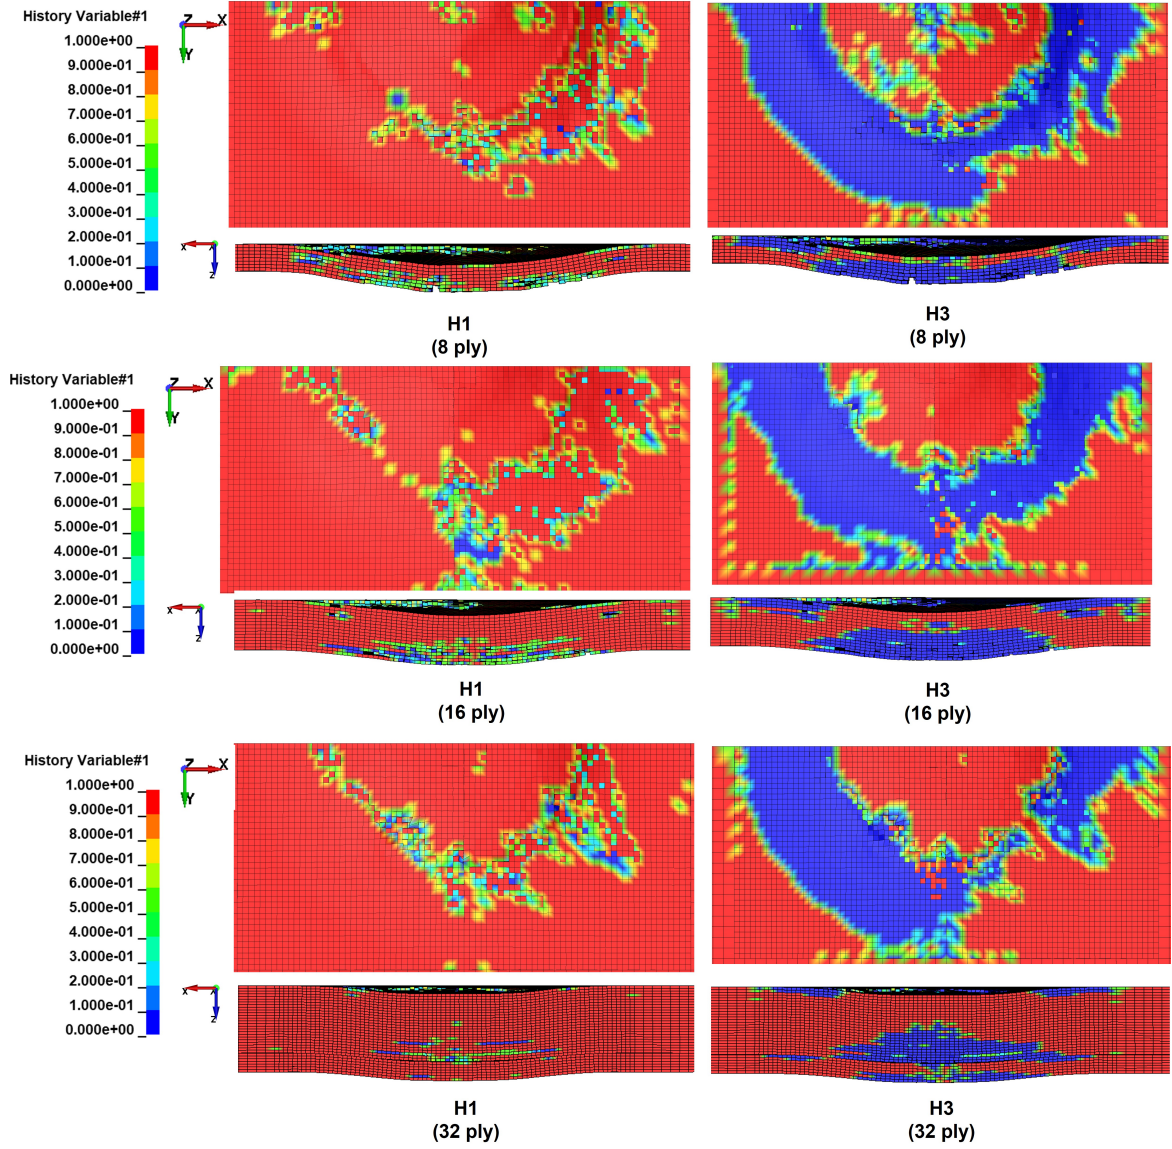 History Variable#1
1.000e+00
9.000e-01
8.000e-01
7.000e-01
6.000e-01
5.000e-01
4.000e-01
3.000e-01
2.000e-01
1.000e-01
0.000e+00
Z X
Y
X
Z
H1
(8 ply)
H3
(8 ply)
History Variable#1
1.000e+00
9.000e-01
8.000e-01
7.000e-01
6.000e-01
5.000e-01
4.000e-01
3.000e-01
2.000e-01
1.000e-01
0.000e+00
Z X
Y
X
Z
H1
(16 ply)
H3
(16 ply)
History Variable#1
1.000e+00
9.000e-01
8.000e-01
7.000e-01
6.000e-01
5.000e-01
4.000e-01
3.000e-01
2.000e-01
1.000e-01
0.000e+00
Z X
Y
X
Z
H1
(32 ply)
H3
(32 ply)